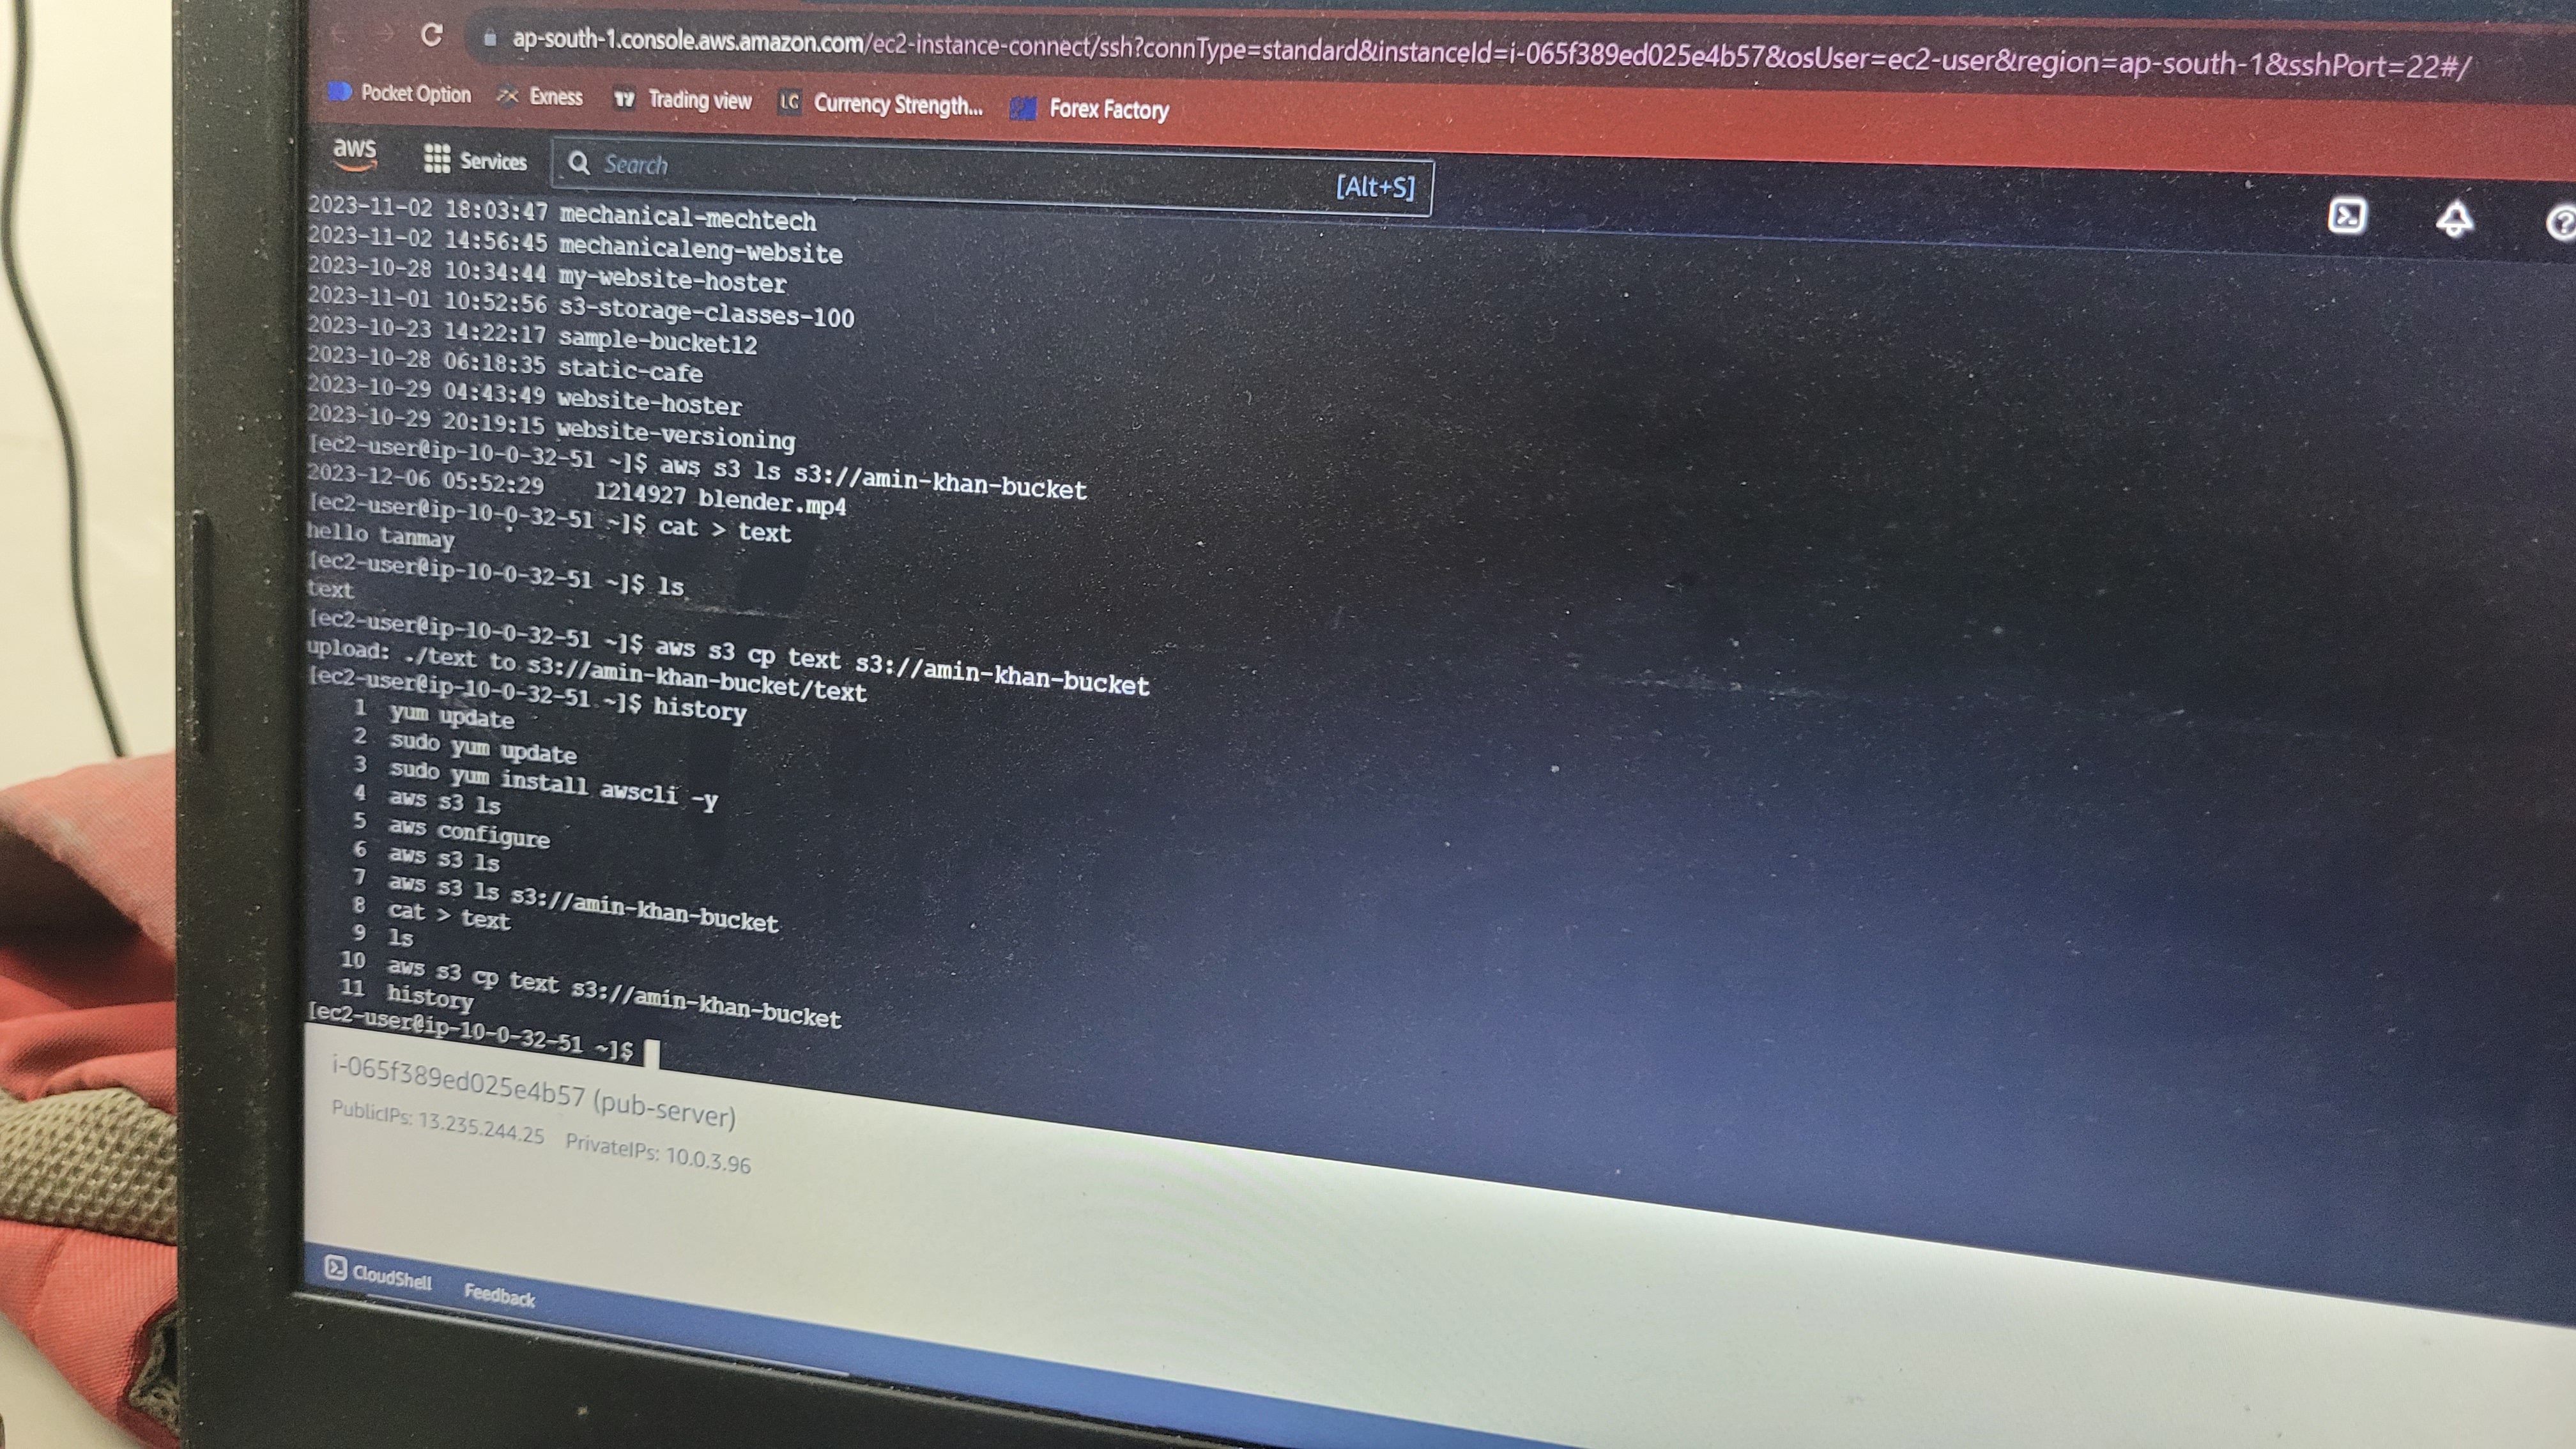 ap-south-1.console.aws.amazon.com/ec2-instance-connect/ssh?connType=standard&instanceId=i-065f389ed025e4b57&osUser=ec2-user&region=ap-south-1&sshPort=22#/
Pocket Option Exness Trading view LC Currency Strength... Forex Factory
aws Services Search [Alt+S]
2023-11-02 18:03:47 mechanical-mechtech
2023-11-02 14:56:45 mechanicaleng-website
2023-10-28 10:34:44 my-website-hoster
2023-11-01 10:52:56 s3-storage-classes-100
2023-10-23 14:22:17 sample-bucket12
2023-10-28 06:18:35 static-cafe
2023-10-29 04:43:49 website-hoster
2023-10-29 20:19:15 website-versioning
[ec2-user@ip-10-0-32-51 ~]$ aws s3 ls s3://amin-khan-bucket
2023-12-06 05:52:29 1214927 blender.mp4
[ec2-user@ip-10-0-32-51 ~]$ cat > text
hello tanmay
[ec2-user@ip-10-0-32-51 ~]$ ls
text
[ec2-user@ip-10-0-32-51 ~]$ aws s3 cp text s3://amin-khan-bucket
upload: ./text to s3://amin-khan-bucket/text
[ec2-user@ip-10-0-32-51 ~]$ history
1 yum update
2 sudo yum update
3 sudo yum install awscli -y
4 aws s3 ls
5 aws configure
6 aws s3 ls
7 aws s3 ls s3://amin-khan-bucket
8 cat > text
9 ls
10 aws s3 cp text s3://amin-khan-bucket
11 history
[ec2-user@ip-10-0-32-51 ~]$
i-065f389ed025e4b57 (pub-server)
PublicIPs: 13.235.244.25 PrivateIPs: 10.0.3.96
CloudShell Feedback